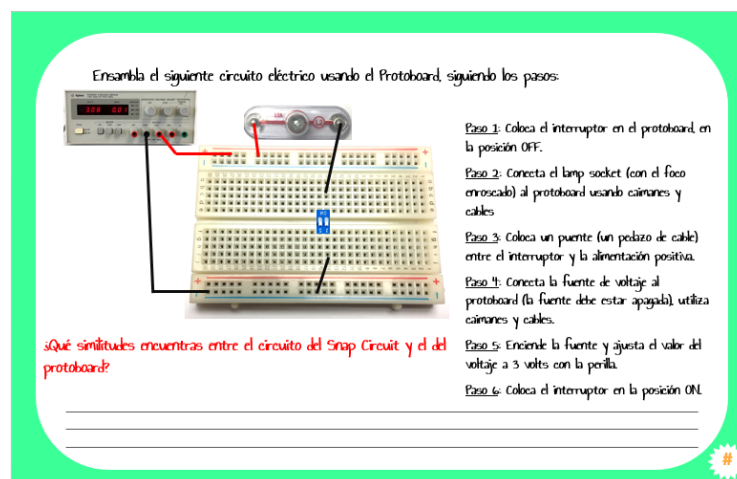 Ensambla el siguiente circuito eléctrico usando el Protoboard, siguiendo los pasos:
Paso 1: Coloca el interruptor en el protoboard, en
la posición OFF.
Paso 2: Conecta el lamp socket (con el foco
enroscado) al protoboard usando caimanes y
cables
Paso 3: Coloca un puente (un pedazo de cable)
entre el interruptor y la alimentación positiva.
Paso 4: Conecta la fuente de voltaje al
protoboard (la fuente debe estar apagada), utiliza
caimanes y cables.
Paso 5: Enciende la fuente y ajusta el valor del
voltaje a 3 volts con la perilla.
Paso 6: Coloca el interruptor en la posición ON.
¿Qué similitudes encuentras entre el circuito del Snap Circuit y el del
protoboard?
#